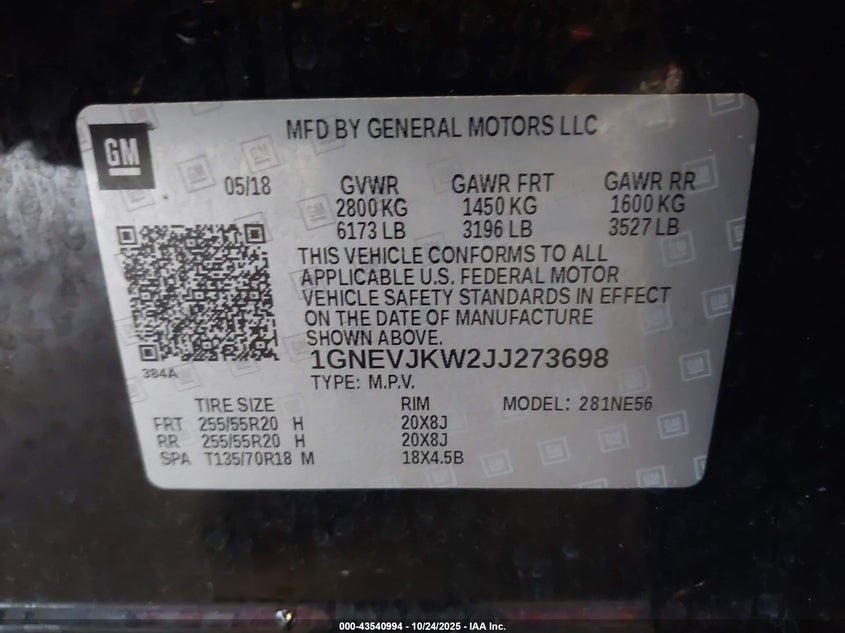 GM
MFD BY GENERAL MOTORS LLC
05/18 GVWR GAWR FRT GAWR RR
2800 KG 1450 KG 1600 KG
6173 LB 3196 LB 3527 LB
THIS VEHICLE CONFORMS TO ALL
APPLICABLE U.S. FEDERAL MOTOR
VEHICLE SAFETY STANDARDS IN EFFECT
ON THE DATE OF MANUFACTURE
SHOWN ABOVE.
384A
1GNEVJKW2JJ273698
TYPE: M.P.V.
TIRE SIZE RIM MODEL: 281NE56
FRT 255/55R20 H 20X8J
RR 255/55R20 H 20X8J
SPA T135/70R18 M 18X4.5B
000-43540994 - 10/24/2025 - IAA Inc.